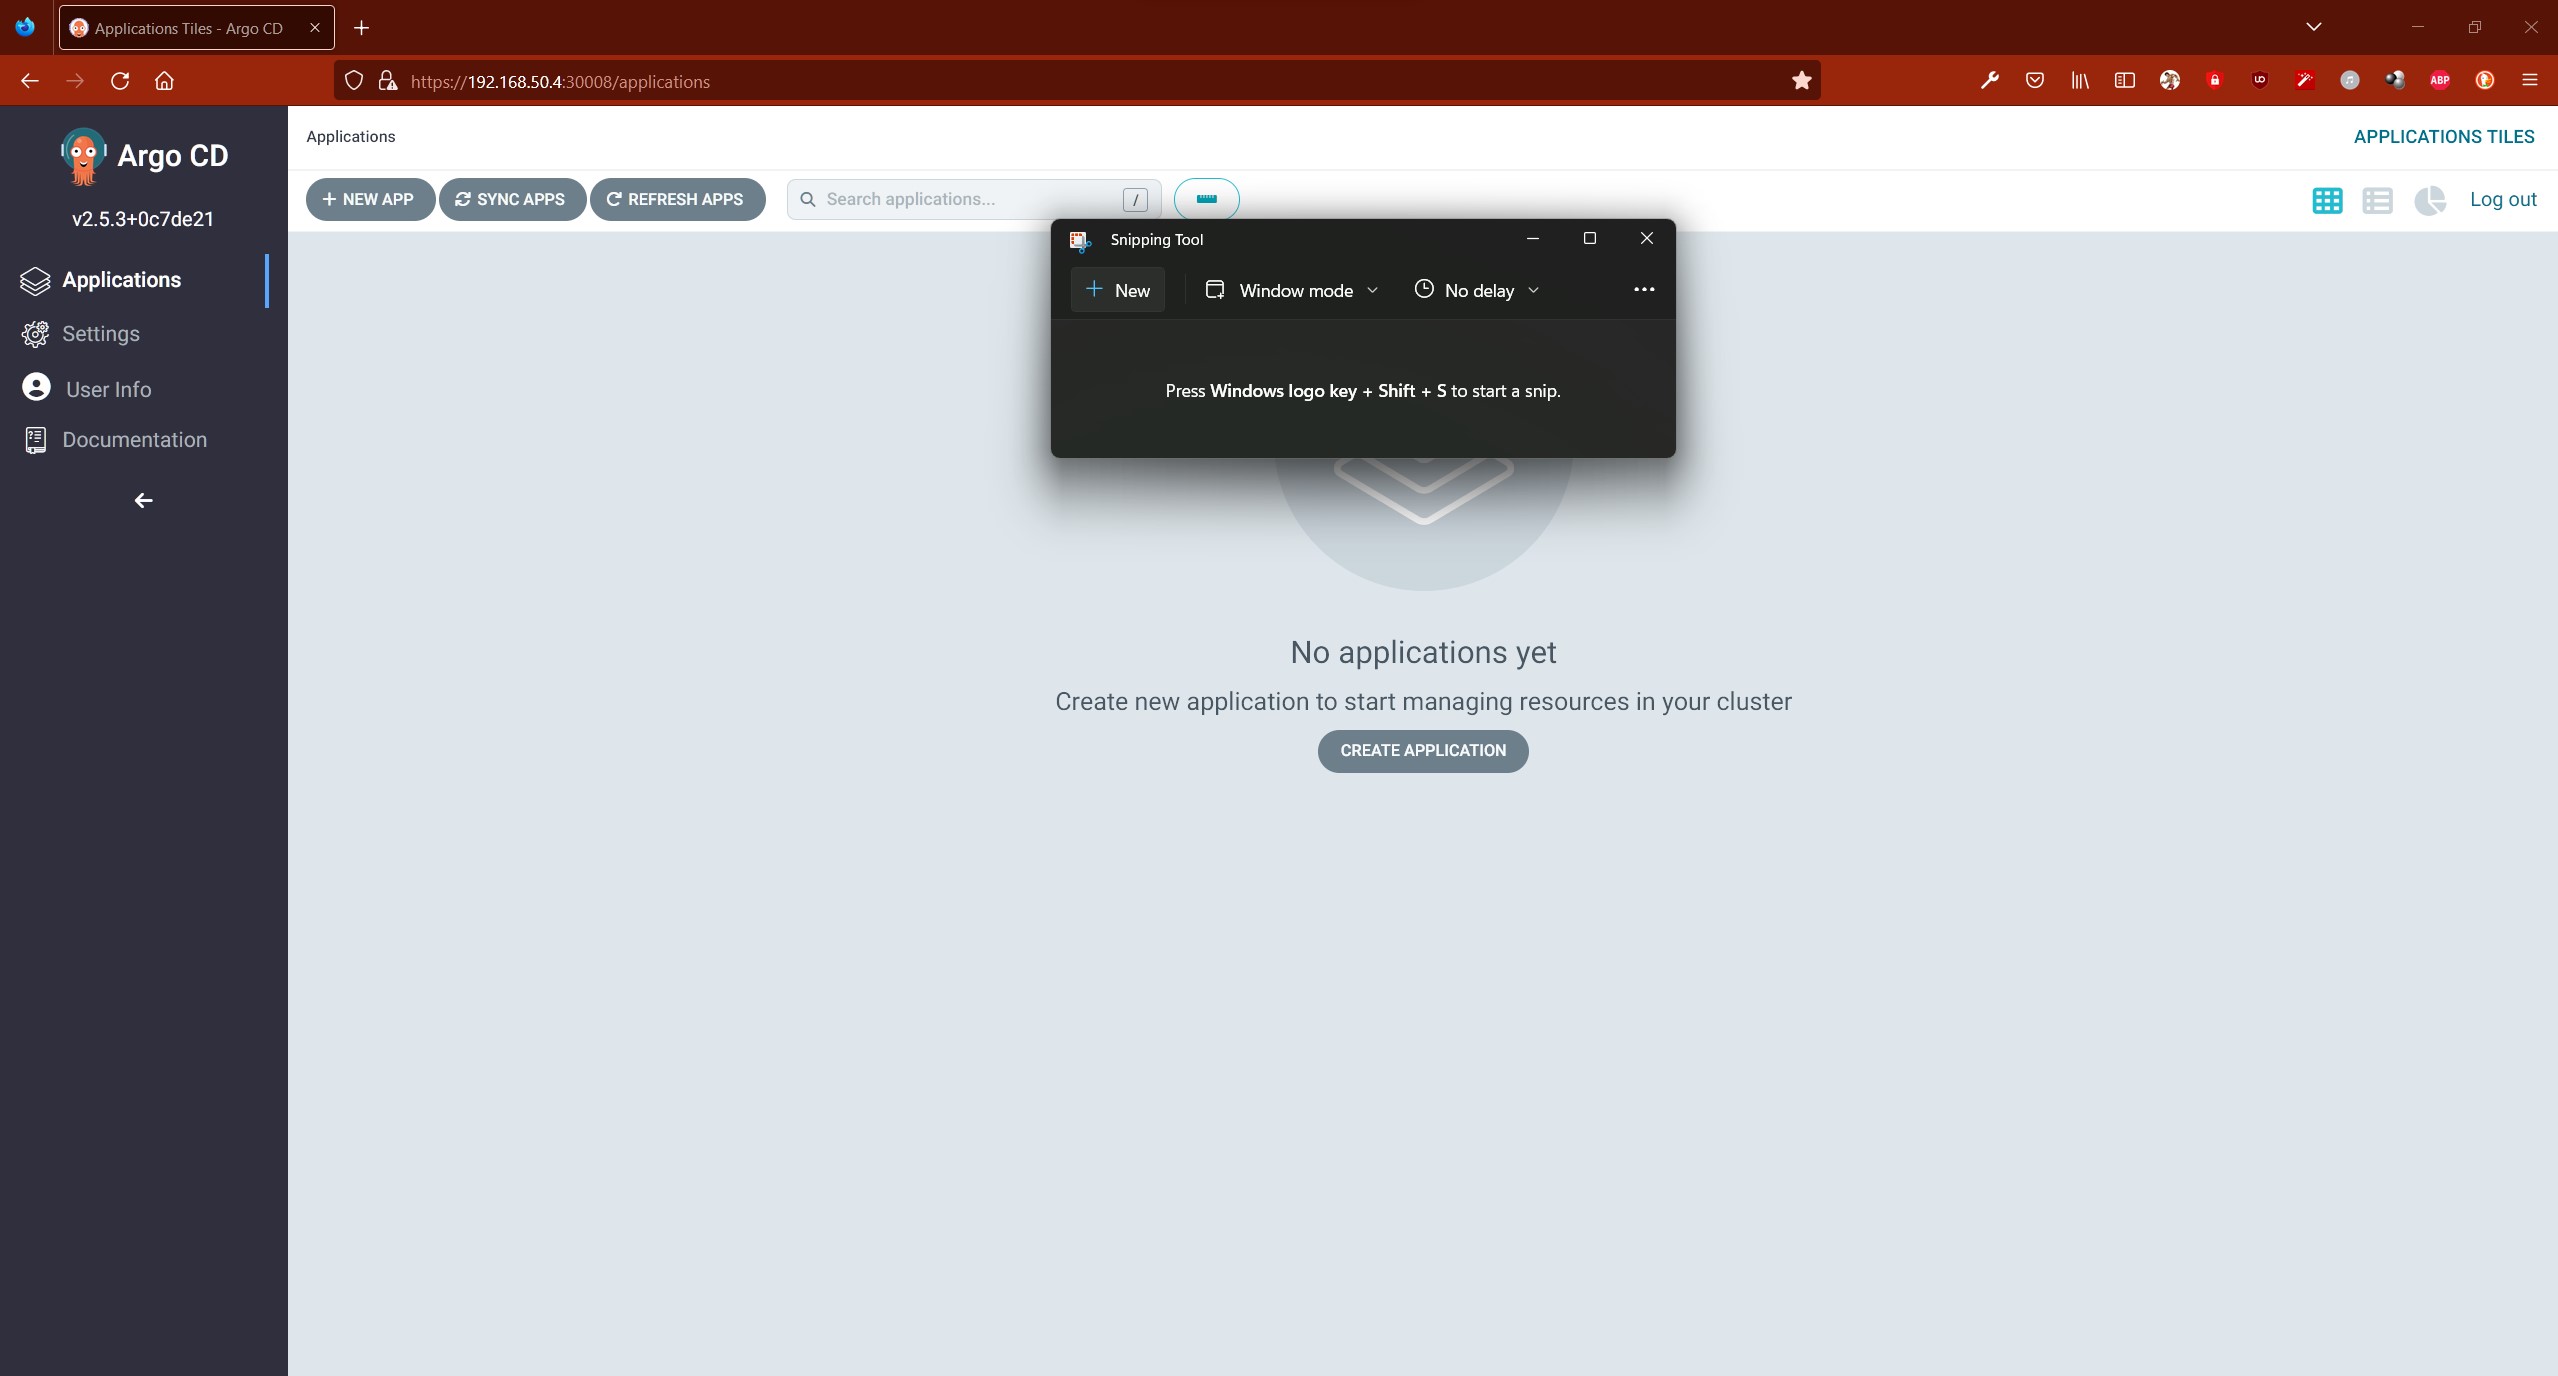 Applications Tiles - Argo CD
https://192.168.50.4:30008/applications
UO
ABP
Argo CD
v2.5.3+0c7de21
Applications
Settings
User Info
Documentation
Applications
APPLICATIONS TILES
NEW APP
SYNC APPS
REFRESH APPS
Search applications...
/
Log out
Snipping Tool
New
Window mode
No delay
Press Windows logo key + Shift + S to start a snip.
No applications yet
Create new application to start managing resources in your cluster
CREATE APPLICATION